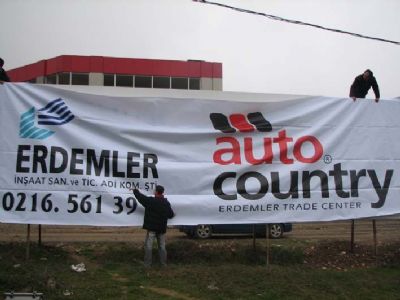 ERDEMLER
İNŞAAT SAN. ve TİC. ADİ KOM. ŞTİ
0216. 561 39
auto®
country
ERDEMLER TRADE CENTER